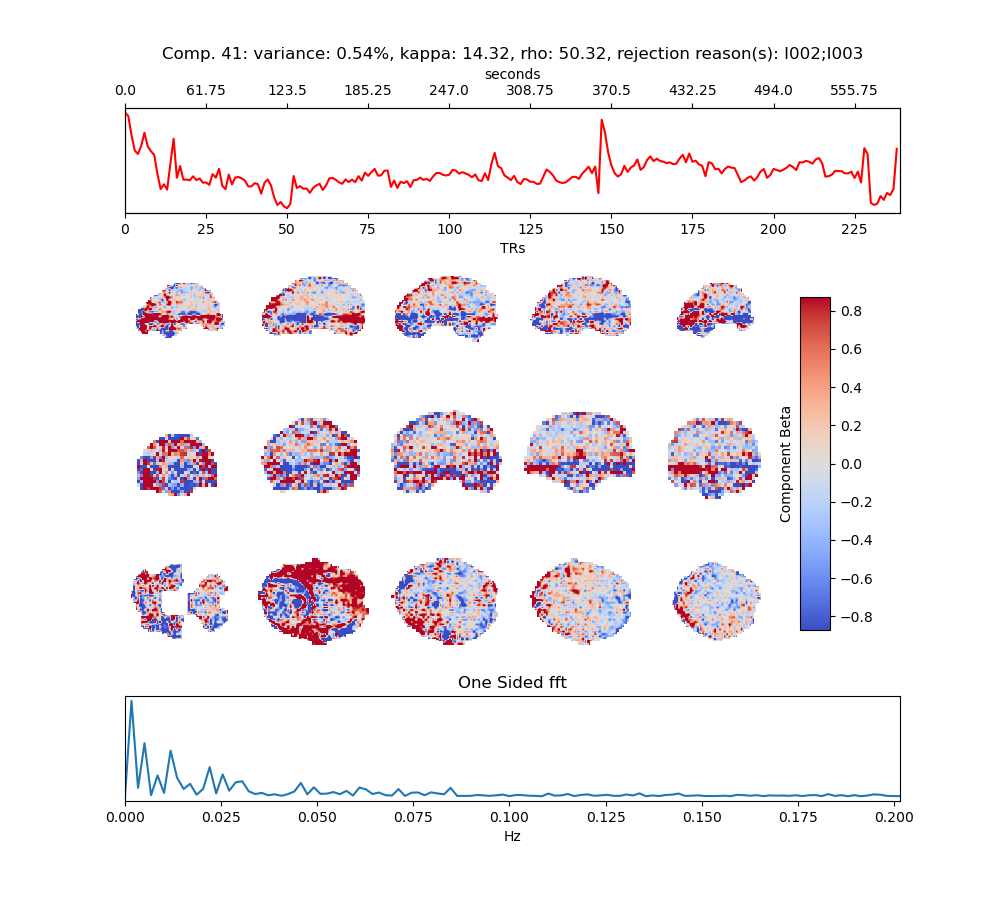 Comp. 41: variance: 0.54%, kappa: 14.32, rho: 50.32, rejection reason(s): I002;I003
seconds
0.0 61.75 123.5 185.25 247.0 308.75 370.5 432.25 494.0 555.75
0 25 50 75 100 125 150 175 200 225
TRs
0.8
0.6
0.4
0.2
0.0
−0.2
−0.4
−0.6
−0.8
Component Beta
One Sided fft
0.000 0.025 0.050 0.075 0.100 0.125 0.150 0.175 0.200
Hz